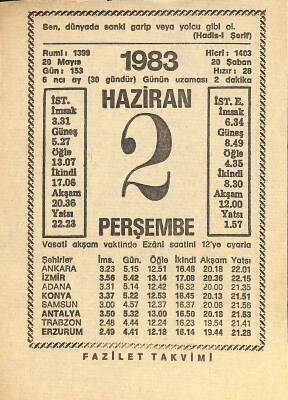 Sen, dünyada sanki garip veya yolcu gibi ol.
(Hadis-i Şerif)
Rumi: 1399
20 Mayıs
Gün: 153
1983
Hicri: 1403
20 Şaban
Hızır: 28
6 ncı ay (30 gündür) Günün uzaması: 2 dakika
HAZİRAN
İST.
İmsak
3.31
Güneş
5.27
Öğle
13.07
İkindi
17.06
Akşam
20.36
Yatsı
22.23
2
İST. E.
İmsak
6.34
Güneş
8.49
Öğle
4.35
İkindi
8.30
Akşam
12.00
Yatsı
1.57
PERŞEMBE
Vasati akşam vaktinde Ezâni saatini 12'ye ayarla
Şehirler İms. Gün. Öğle İkindi Akşam Yatsı
ANKARA 3.23 5.15 12.51 16.48 20.18 22.01
İZMİR 3.56 5.42 13.14 17.08 20.36 22.15
ADANA 3.31 5.14 12.42 16.32 20.00 21.35
KONYA 3.37 5.22 12.53 16.45 20.13 21.51
SAMSUN 3.00 4.57 12.37 16.37 20.08 21.56
ANTALYA 3.50 5.32 13.00 16.50 20.18 21.53
TRABZON 2.48 4.44 12.24 16.23 19.54 21.41
ERZURUM 2.49 4.41 12.18 16.14 19.44 21.28
FAZİLET TAKVİMİ